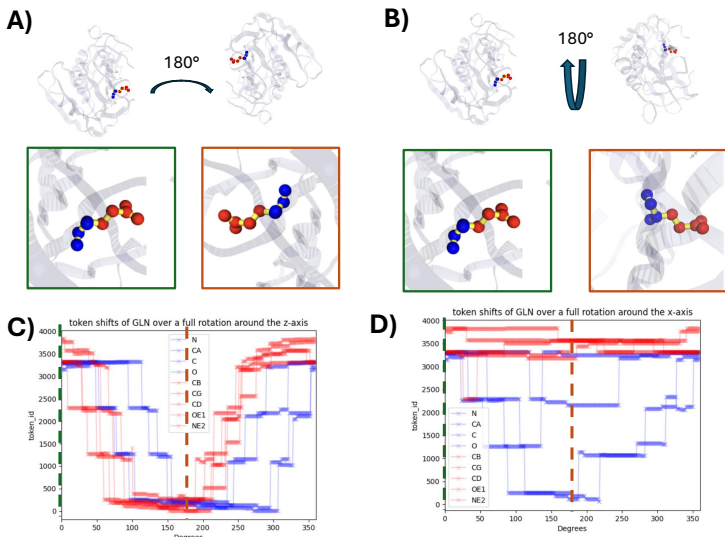 A)
180°
B)
180°
C)
token shifts of GLN over a full rotation around the z-axis
4000
3500
3000
2500
2000
1500
1000
500
0
token_id
N
CA
C
O
CB
CG
CD
OE1
NE2
0 50 100 150 200 250 300 350
Degrees
D)
token shifts of GLN over a full rotation around the x-axis
4000
3500
3000
2500
2000
1500
1000
500
0
token_id
N
CA
C
O
CB
CG
CD
OE1
NE2
0 50 100 150 200 250 300 350
Degrees